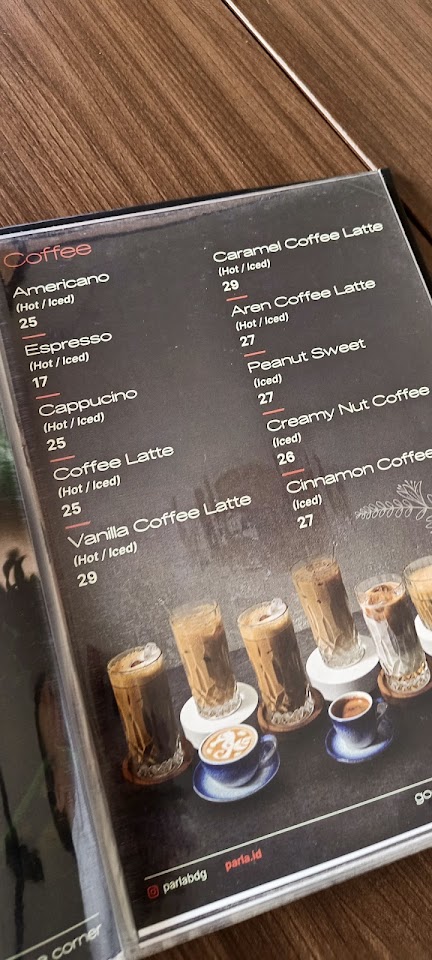 Coffee
Americano
(Hot / Iced)
25
Espresso
(Hot / Iced)
17
Cappucino
(Hot / Iced)
25
Coffee Latte
(Hot / Iced)
25
Vanilla Coffee Latte
(Hot / Iced)
29
Caramel Coffee Latte
(Hot / Iced)
29
Aren Coffee Latte
(Hot / Iced)
27
Peanut Sweet
(Iced)
27
Creamy Nut Coffee
(Iced)
26
Cinnamon Coffee
(Iced)
27
parlabdg
parla.id
go
corner